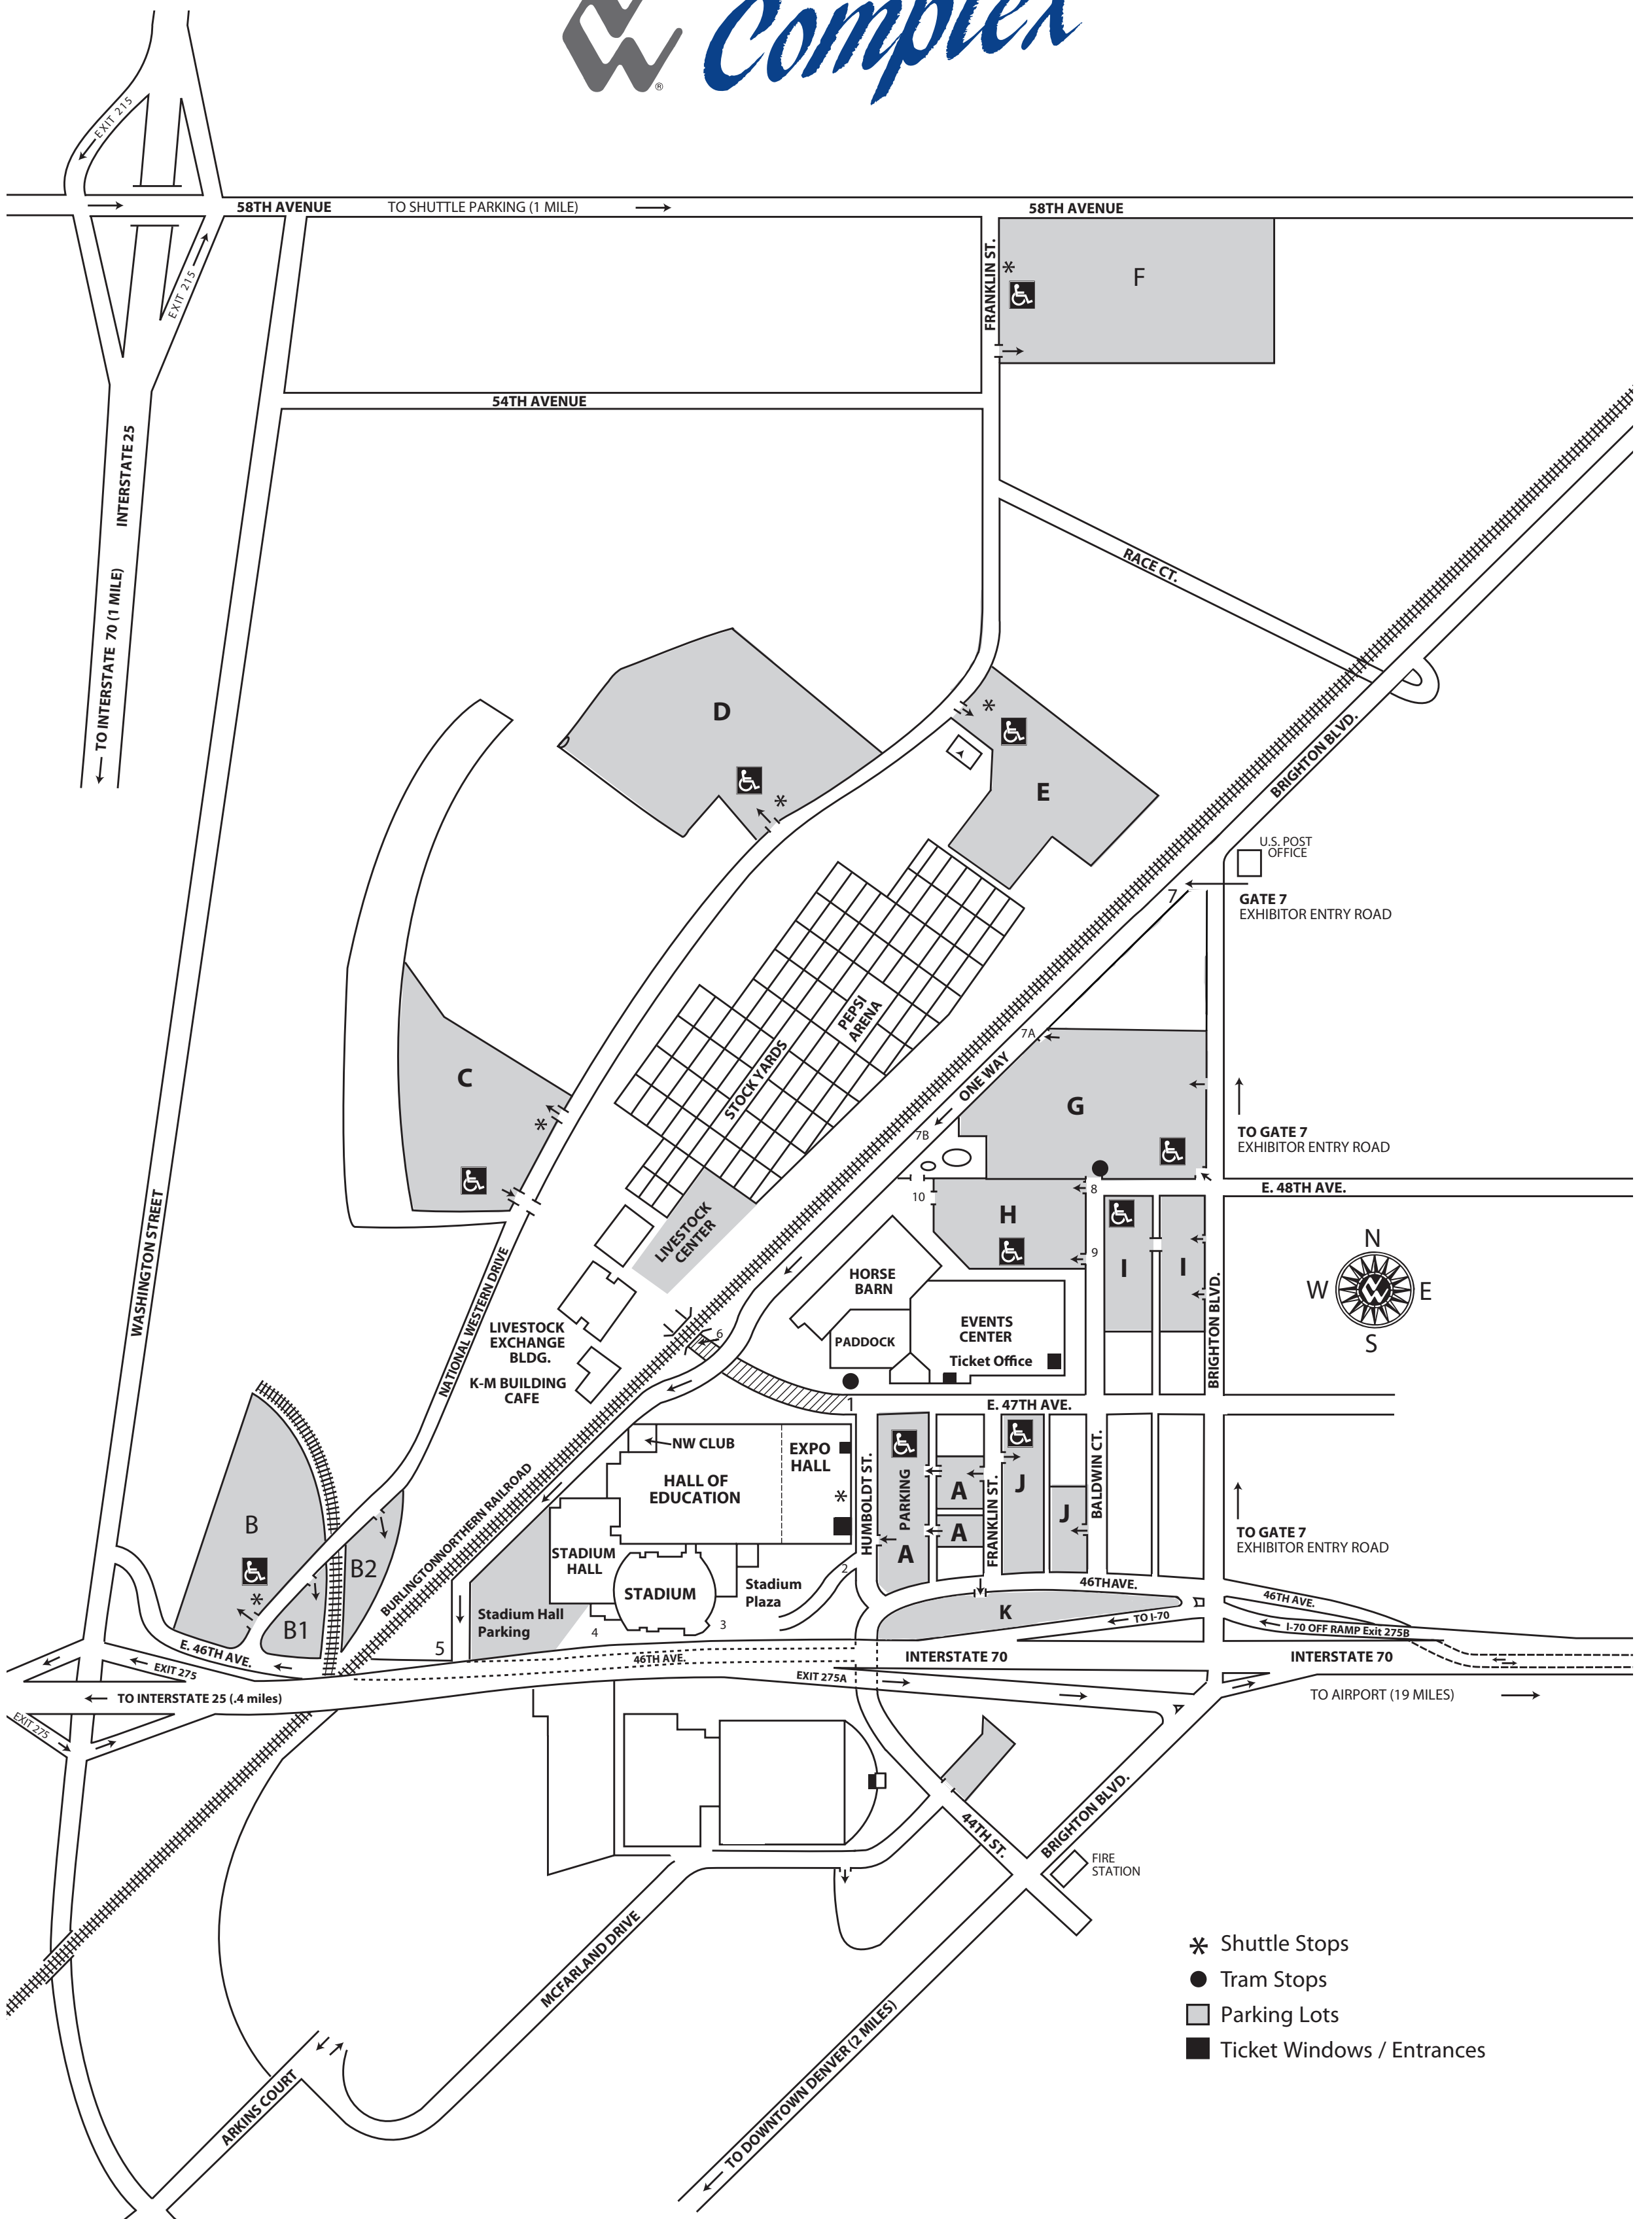 Complex
®
EXIT 215
58TH AVENUE
TO SHUTTLE PARKING (1 MILE)
58TH AVENUE
EXIT 215
FRANKLIN ST.
*
F
54TH AVENUE
INTERSTATE 25
TO INTERSTATE 70 (1 MILE)
RACE CT.
D
*
*
E
BRIGHTON BLVD.
U.S. POST
OFFICE
7
GATE 7
EXHIBITOR ENTRY ROAD
PEPSI
ARENA
STOCK YARDS
7A
ONE WAY
C
*
G
7B
TO GATE 7
EXHIBITOR ENTRY ROAD
E. 48TH AVE.
8
10
H
9
I
I
LIVESTOCK
CENTER
WASHINGTON STREET
NATIONAL WESTERN DRIVE
HORSE
BARN
N
W
E
S
LIVESTOCK
EXCHANGE
BLDG.
K-M BUILDING
CAFE
6
PADDOCK
EVENTS
CENTER
Ticket Office
BRIGHTON BLVD.
1
E. 47TH AVE.
NW CLUB
EXPO
HALL
HALL OF
EDUCATION
*
HUMBOLDT ST.
PARKING
A
A
A
FRANKLIN ST.
J
J
BALDWIN CT.
TO GATE 7
EXHIBITOR ENTRY ROAD
BURLINGTONNORTHERN RAILROAD
B
*
B2
B1
STADIUM
HALL
STADIUM
Stadium
Plaza
2
3
4
5
Stadium Hall
Parking
46TH AVE.
K
TO I-70
46TH AVE.
I-70 OFF RAMP Exit 275B
E. 46TH AVE.
EXIT 275
46TH AVE.
INTERSTATE 70
INTERSTATE 70
EXIT 275A
TO INTERSTATE 25 (.4 miles)
TO AIRPORT (19 MILES)
EXIT 275
44TH ST.
BRIGHTON BLVD.
FIRE
STATION
MCFARLAND DRIVE
ARKINS COURT
TO DOWNTOWN DENVER (2 MILES)
* Shuttle Stops
Tram Stops
Parking Lots
Ticket Windows / Entrances